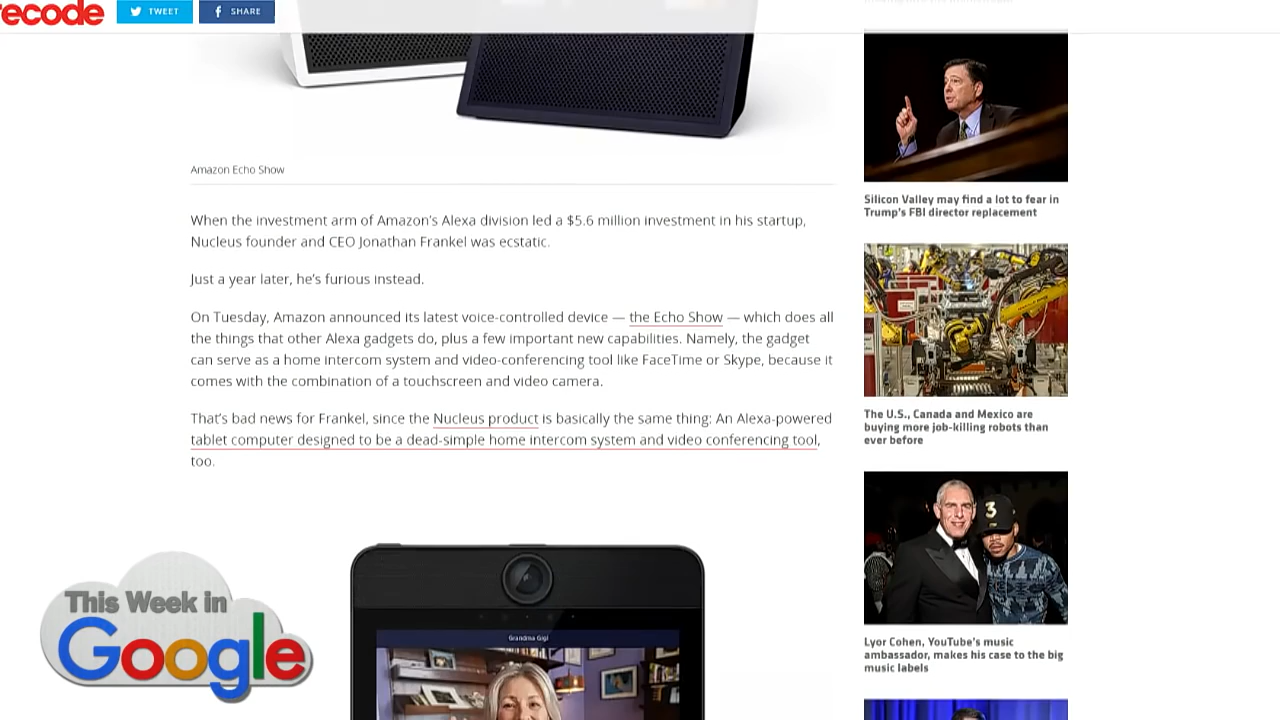 recode
TWEET
SHARE
Amazon Echo Show
When the investment arm of Amazon's Alexa division led a $5.6 million investment in his startup,
Nucleus founder and CEO Jonathan Frankel was ecstatic.
Just a year later, he's furious instead.
On Tuesday, Amazon announced its latest voice-controlled device — the Echo Show — which does all
the things that other Alexa gadgets do, plus a few important new capabilities. Namely, the gadget
can serve as a home intercom system and video-conferencing tool like FaceTime or Skype, because it
comes with the combination of a touchscreen and video camera.
That's bad news for Frankel, since the Nucleus product is basically the same thing: An Alexa-powered
tablet computer designed to be a dead-simple home intercom system and video conferencing tool,
too.
Grandma Gigi
Silicon Valley may find a lot to fear in
Trump's FBI director replacement
The U.S., Canada and Mexico are
buying more job-killing robots than
ever before
3
Lyor Cohen, YouTube's music
ambassador, makes his case to the big
music labels
This Week in
Google